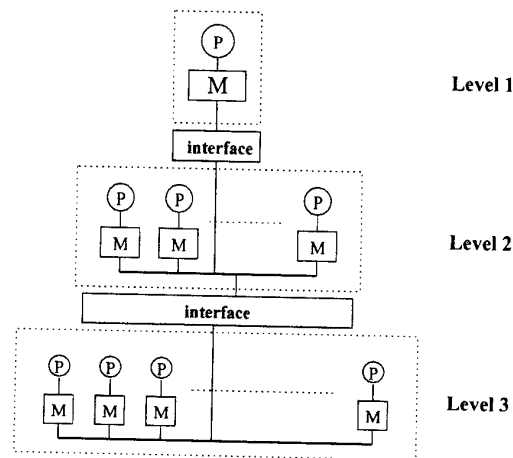 P
M
Level 1
interface
P P P
M M M
Level 2
interface
P P P P
M M M M
Level 3